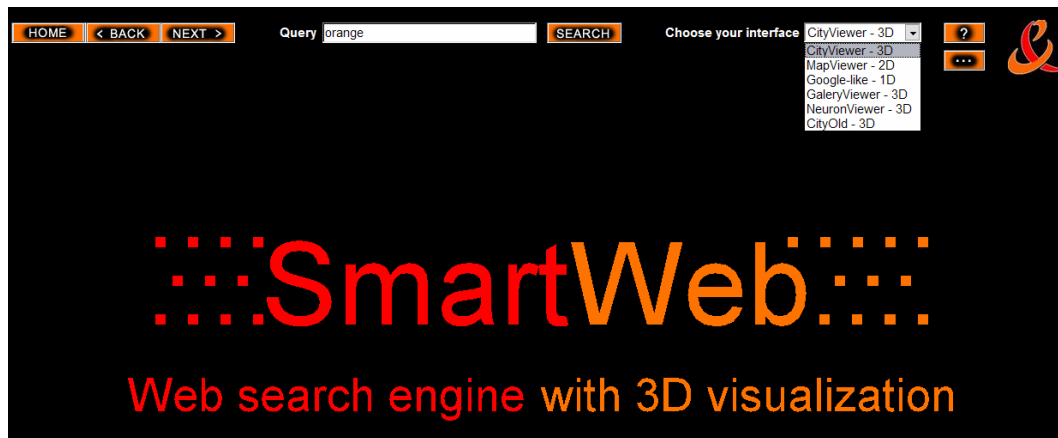 HOME < BACK NEXT > Query orange SEARCH Choose your interface CityViewer - 3D ?
CityViewer - 3D
MapViewer - 2D
Google-like - 1D
GaleryViewer - 3D
NeuronViewer - 3D
CityOld - 3D
...
::::SmartWeb::::
Web search engine with 3D visualization